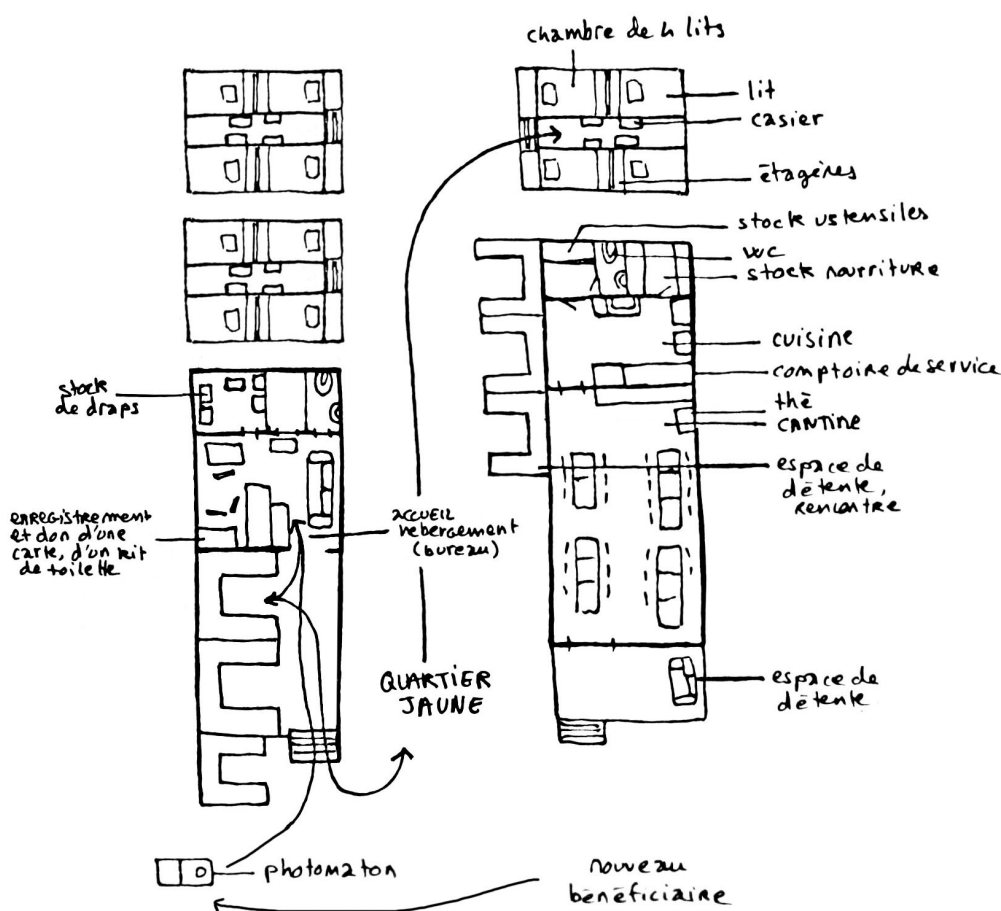 chambre de 4 lits
lit
casier
étagères
stock ustensiles
WC
stock nourriture
cuisine
comptoire de service
thé
CANTINE
espace de
détente,
rencontre
stock
de draps
ENREGISTREMENT
et don d'une
carte, d'un kit
de toilette
ACCUEIL
hebergement
(bureau)
QUARTIER
JAUNE
espace de
détente
photomaton
nouveau
bénéficiaire